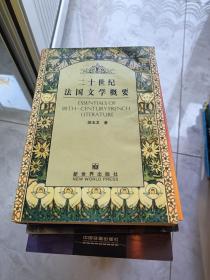 二十世纪
法国文学概要
ESSENTIALS OF
20TH-CENTURY FRENCH
LITERATURE
著
新世界出版社
NEW WORLD PRESS